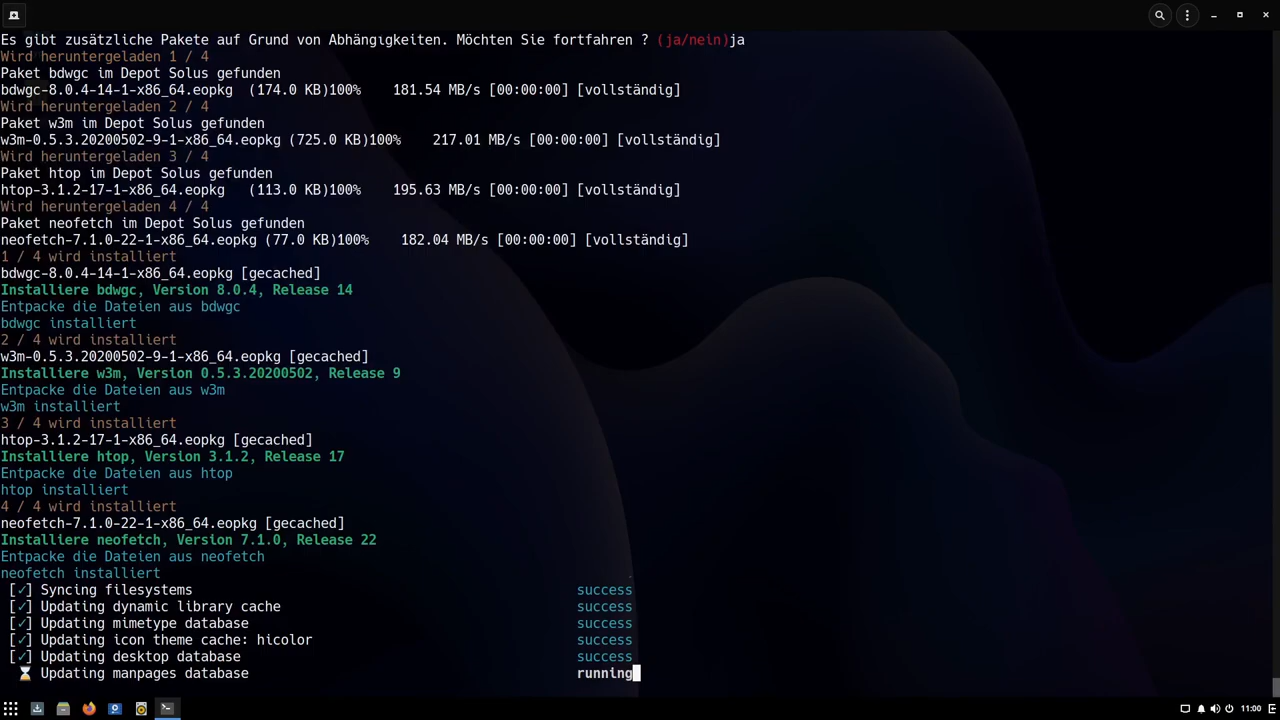 Es gibt zusätzliche Pakete auf Grund von Abhängigkeiten. Möchten Sie fortfahren ? (ja/nein)ja
Wird heruntergeladen 1 / 4
Paket bdwgc im Depot Solus gefunden
bdwgc-8.0.4-14-1-x86_64.eopkg  (174.0 KB)100%    181.54 MB/s [00:00:00] [vollständig]
Wird heruntergeladen 2 / 4
Paket w3m im Depot Solus gefunden
w3m-0.5.3.20200502-9-1-x86_64.eopkg (725.0 KB)100%    217.01 MB/s [00:00:00] [vollständig]
Wird heruntergeladen 3 / 4
Paket htop im Depot Solus gefunden
htop-3.1.2-17-1-x86_64.eopkg   (113.0 KB)100%    195.63 MB/s [00:00:00] [vollständig]
Wird heruntergeladen 4 / 4
Paket neofetch im Depot Solus gefunden
neofetch-7.1.0-22-1-x86_64.eopkg (77.0 KB)100%    182.04 MB/s [00:00:00] [vollständig]
1 / 4 wird installiert
bdwgc-8.0.4-14-1-x86_64.eopkg [gecached]
Installiere bdwgc, Version 8.0.4, Release 14
Entpacke die Dateien aus bdwgc
bdwgc installiert
2 / 4 wird installiert
w3m-0.5.3.20200502-9-1-x86_64.eopkg [gecached]
Installiere w3m, Version 0.5.3.20200502, Release 9
Entpacke die Dateien aus w3m
w3m installiert
3 / 4 wird installiert
htop-3.1.2-17-1-x86_64.eopkg [gecached]
Installiere htop, Version 3.1.2, Release 17
Entpacke die Dateien aus htop
htop installiert
4 / 4 wird installiert
neofetch-7.1.0-22-1-x86_64.eopkg [gecached]
Installiere neofetch, Version 7.1.0, Release 22
Entpacke die Dateien aus neofetch
neofetch installiert
[✓] Syncing filesystems success
[✓] Updating dynamic library cache success
[✓] Updating mimetype database success
[✓] Updating icon theme cache: hicolor success
[✓] Updating desktop database success
⌛ Updating manpages database running
11:00